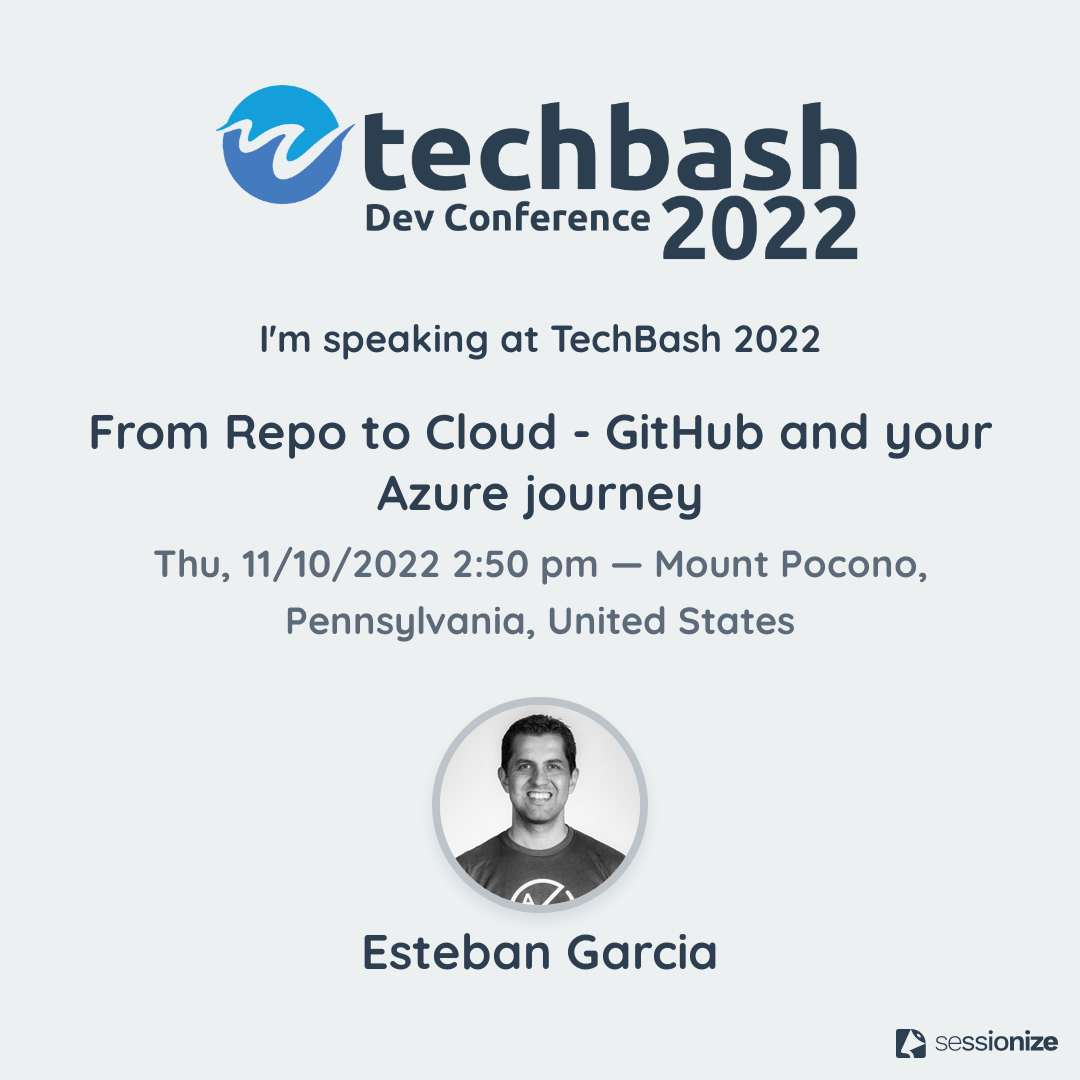 techbash
Dev Conference 2022
I'm speaking at TechBash 2022
From Repo to Cloud - GitHub and your
Azure journey
Thu, 11/10/2022 2:50 pm — Mount Pocono,
Pennsylvania, United States
Esteban Garcia
sessionize